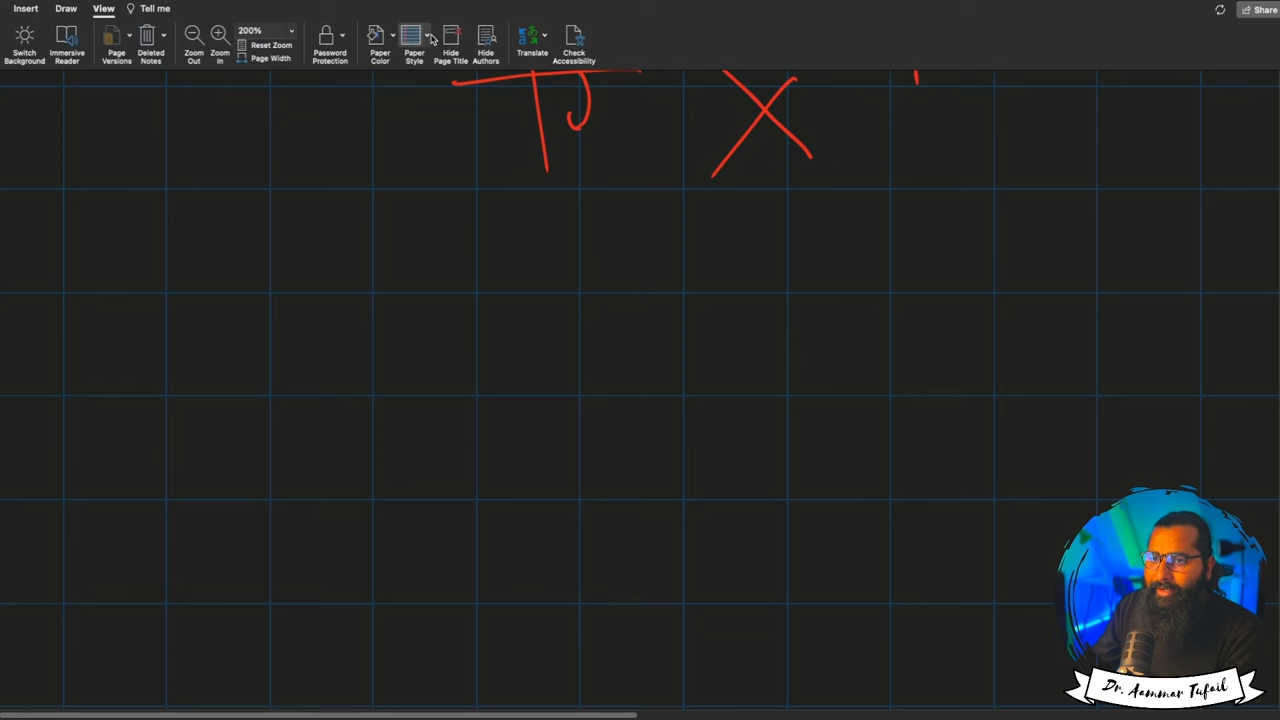 Insert Draw View Tell me
Share
Switch Background
Immersive Reader
Page Versions
Deleted Notes
Zoom Out
Zoom In
200%
Reset Zoom
Page Width
Password Protection
Paper Color
Paper Style
Hide Page Title
Hide Authors
Translate
Check Accessibility
X
Dr. Aammar Tufail